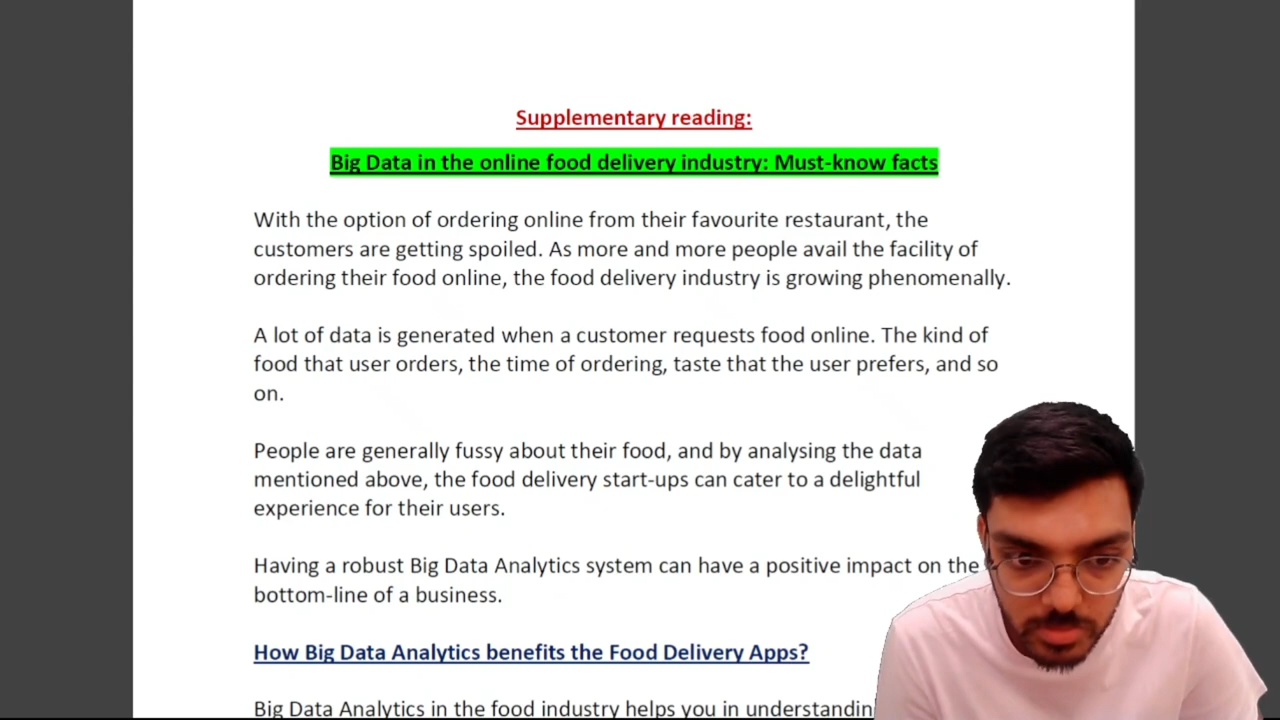 Supplementary reading:
Big Data in the online food delivery industry: Must-know facts
With the option of ordering online from their favourite restaurant, the
customers are getting spoiled. As more and more people avail the facility of
ordering their food online, the food delivery industry is growing phenomenally.
A lot of data is generated when a customer requests food online. The kind of
food that user orders, the time of ordering, taste that the user prefers, and so
on.
People are generally fussy about their food, and by analysing the data
mentioned above, the food delivery start-ups can cater to a delightful
experience for their users.
Having a robust Big Data Analytics system can have a positive impact on the
bottom-line of a business.
How Big Data Analytics benefits the Food Delivery Apps?
Big Data Analytics in the food industry helps you in